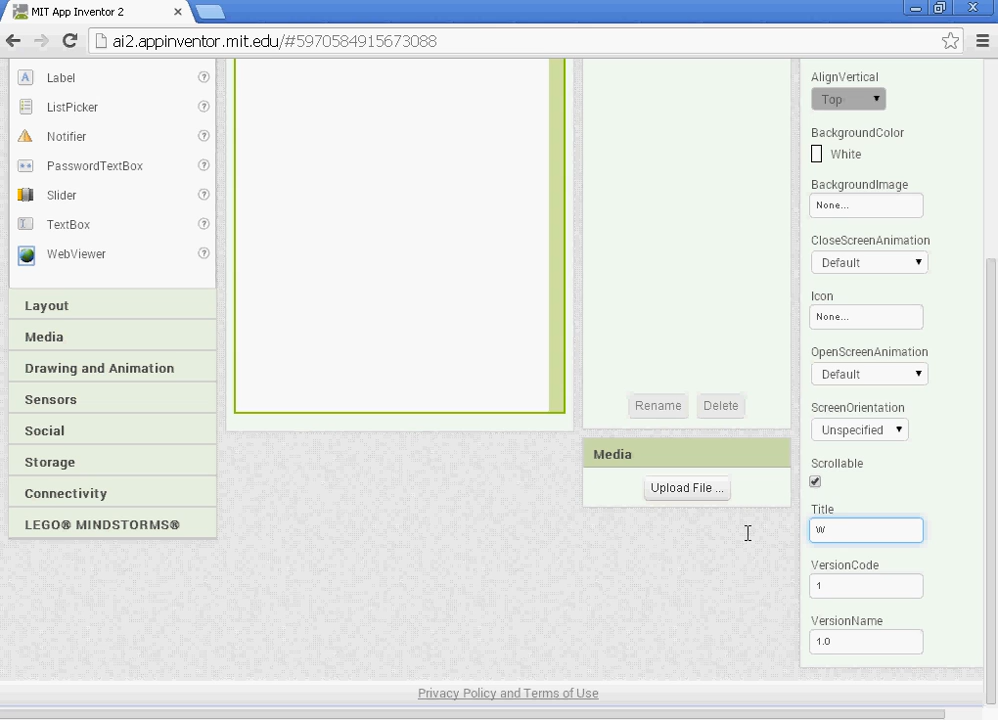 MIT App Inventor 2
ai2.appinventor.mit.edu/#5970584915673088
Label
ListPicker
Notifier
PasswordTextBox
Slider
TextBox
WebViewer
Layout
Media
Drawing and Animation
Sensors
Social
Storage
Connectivity
LEGO® MINDSTORMS®
Rename Delete
Media
Upload File ...
AlignVertical
Top
BackgroundColor
White
BackgroundImage
None...
CloseScreenAnimation
Default
Icon
None...
OpenScreenAnimation
Default
ScreenOrientation
Unspecified
Scrollable
Title
W
VersionCode
1
VersionName
1.0
Privacy Policy and Terms of Use